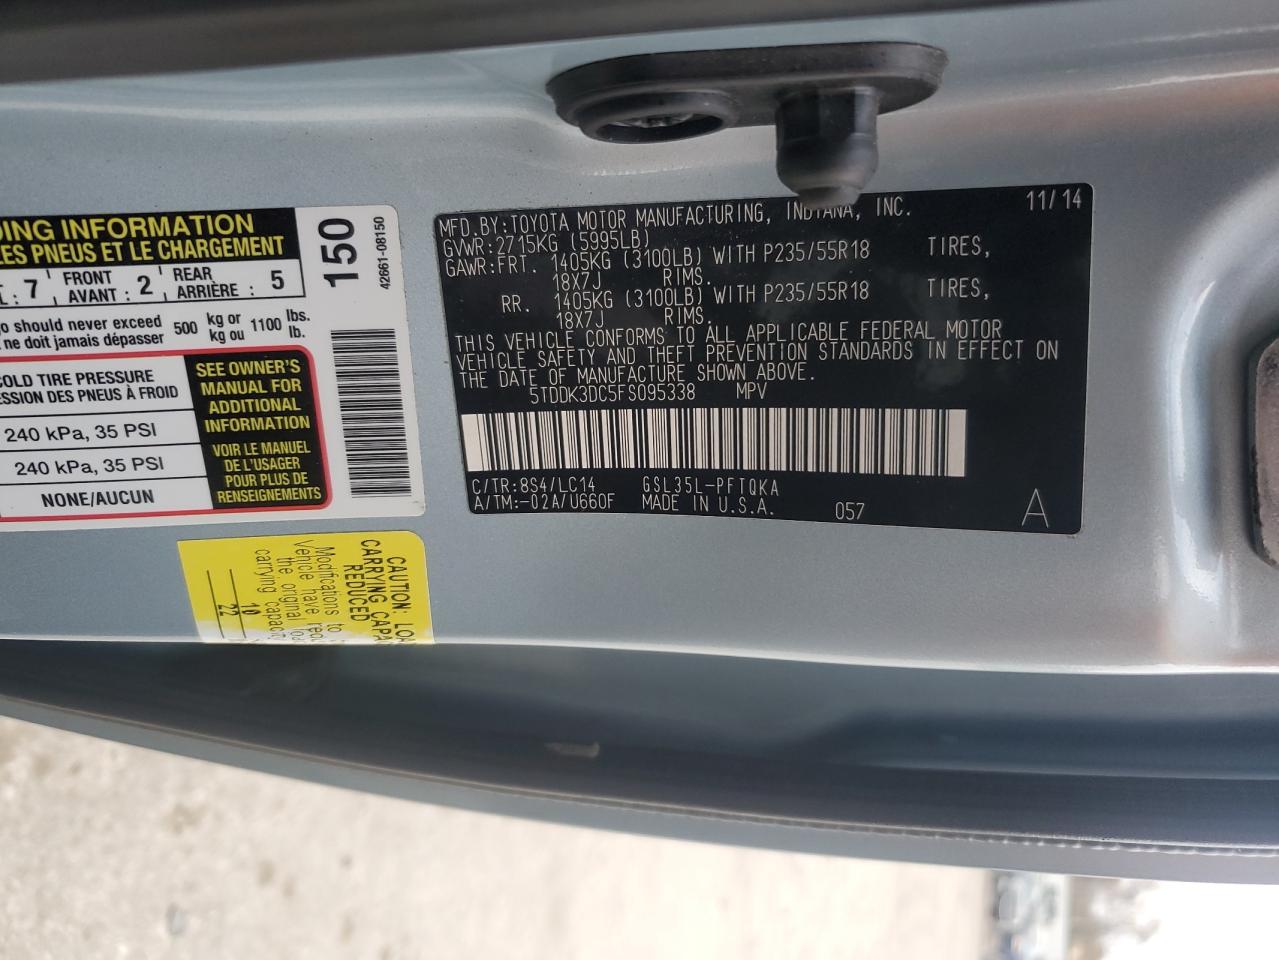 DING INFORMATION
LES PNEUS ET LE CHARGEMENT
7 FRONT AVANT : 2 REAR ARRIÈRE : 5
should never exceed
ne doit jamais dépasser
500 kg or kg ou 1100 lbs. lb.
COLD TIRE PRESSURE
ESSION DES PNEUS À FROID
240 kPa, 35 PSI
240 kPa, 35 PSI
NONE/AUCUN
SEE OWNER'S
MANUAL FOR
ADDITIONAL
INFORMATION
VOIR LE MANUEL
DE L'USAGER
POUR PLUS DE
RENSEIGNEMENTS
150
42661-08150
MFD.BY:TOYOTA MOTOR MANUFACTURING, INDIANA, INC. 11/14
GVWR:2715KG (5995LB)
GAWR:FRT. 1405KG (3100LB) WITH P235/55R18 TIRES,
18X7J RIMS.
RR. 1405KG (3100LB) WITH P235/55R18 TIRES,
18X7J RIMS.
THIS VEHICLE CONFORMS TO ALL APPLICABLE FEDERAL MOTOR
VEHICLE SAFETY AND THEFT PREVENTION STANDARDS IN EFFECT ON
THE DATE OF MANUFACTURE SHOWN ABOVE.
5TDDK3DC5FS095338 MPV
C/TR:8S4/LC14 GSL35L-PFTQKA
A/TM:-02A/U660F MADE IN U.S.A. 057 A
CAUTION: LOA
CARRYING CAPA
REDUCED
Modifications to
Vehicle have
the original
carrying capacity
10
22